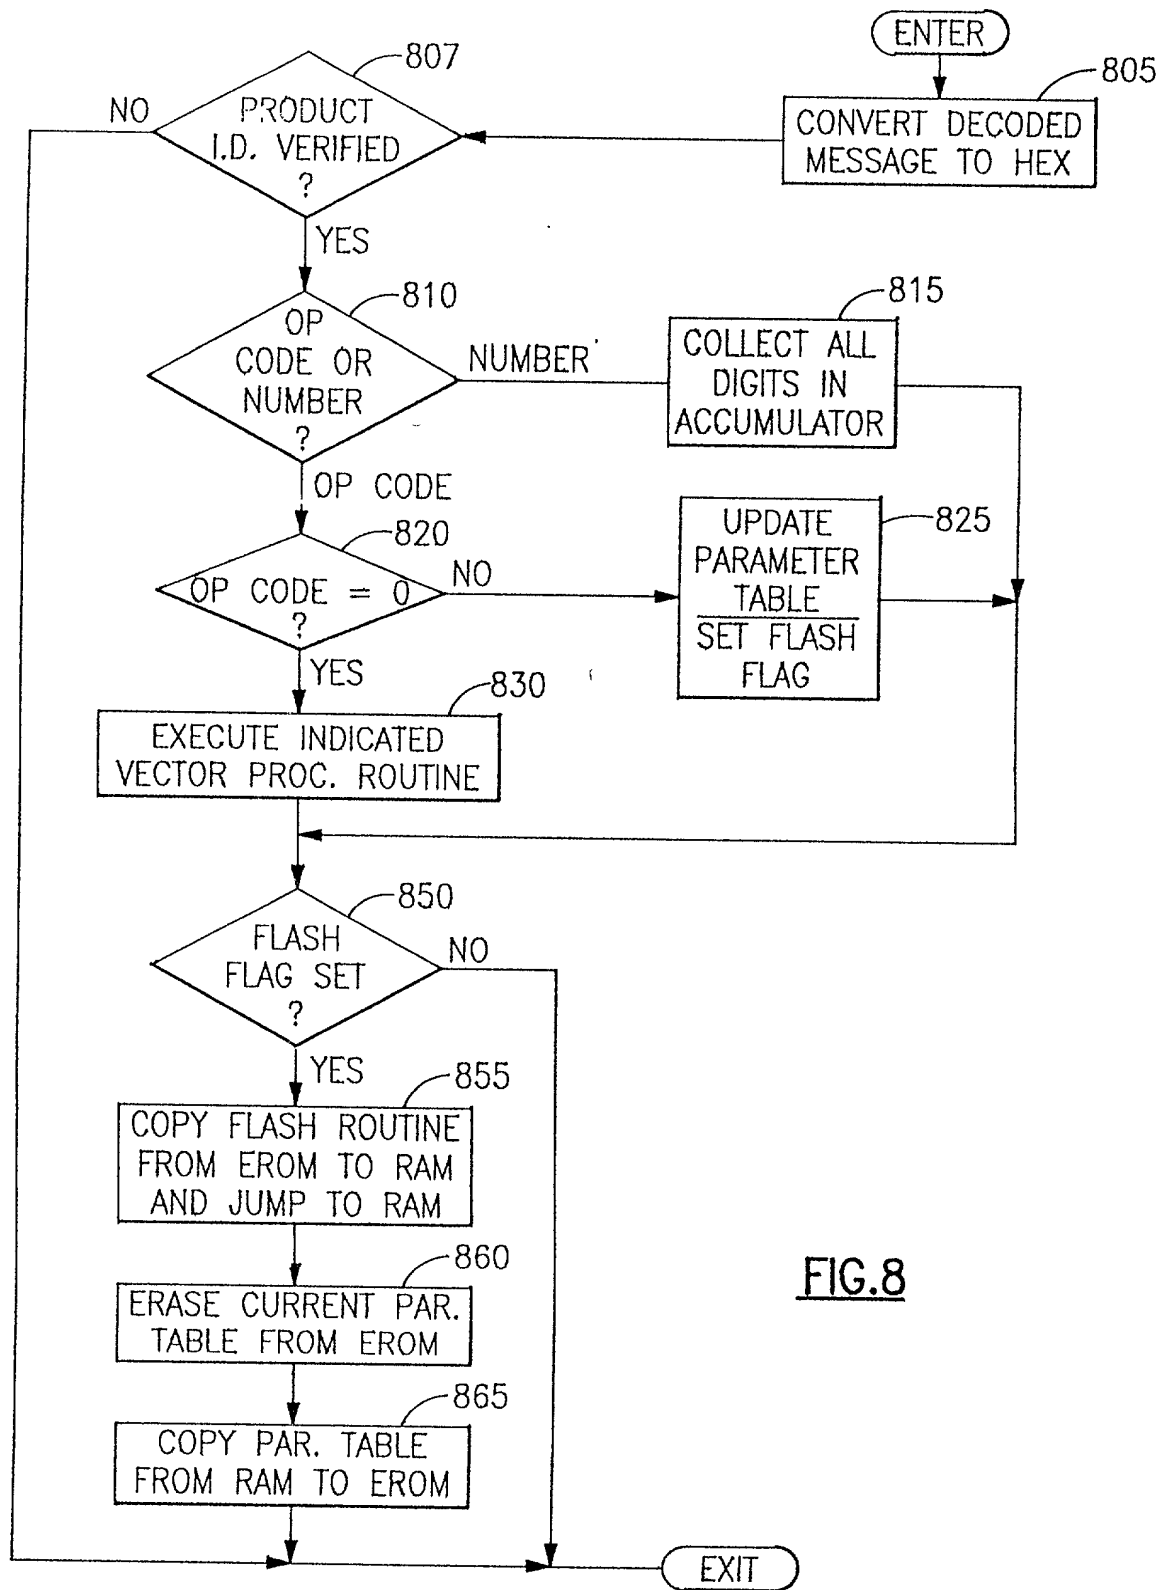 ENTER
805
CONVERT DECODED
MESSAGE TO HEX
807
NO
PRODUCT
I.D. VERIFIED
?
YES
810
OP
CODE OR
NUMBER
?
NUMBER
815
COLLECT ALL
DIGITS IN
ACCUMULATOR
OP CODE
820
OP CODE = 0
?
NO
825
UPDATE
PARAMETER
TABLE
SET FLASH
FLAG
YES
830
EXECUTE INDICATED
VECTOR PROC. ROUTINE
850
FLASH
FLAG SET
?
NO
YES
855
COPY FLASH ROUTINE
FROM EROM TO RAM
AND JUMP TO RAM
860
ERASE CURRENT PAR.
TABLE FROM EROM
865
COPY PAR. TABLE
FROM RAM TO EROM
EXIT
FIG.8